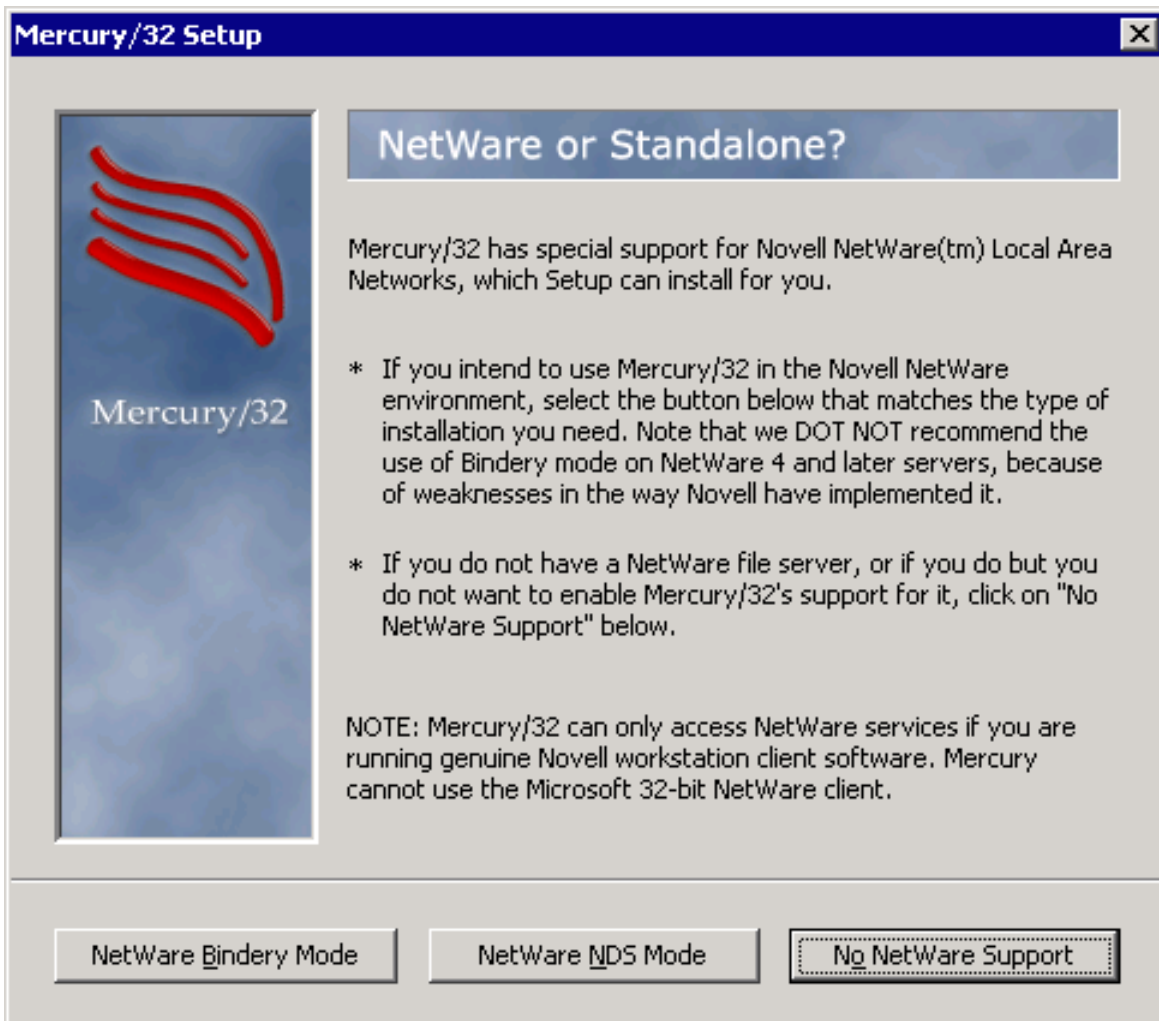 Mercury/32 Setup
NetWare or Standalone?
Mercury/32
Mercury/32 has special support for Novell NetWare(tm) Local Area
Networks, which Setup can install for you.
* If you intend to use Mercury/32 in the Novell NetWare
environment, select the button below that matches the type of
installation you need. Note that we DOT NOT recommend the
use of Bindery mode on NetWare 4 and later servers, because
of weaknesses in the way Novell have implemented it.
* If you do not have a NetWare file server, or if you do but you
do not want to enable Mercury/32's support for it, click on "No
NetWare Support" below.
NOTE: Mercury/32 can only access NetWare services if you are
running genuine Novell workstation client software. Mercury
cannot use the Microsoft 32-bit NetWare client.
NetWare Bindery Mode
NetWare NDS Mode
No NetWare Support